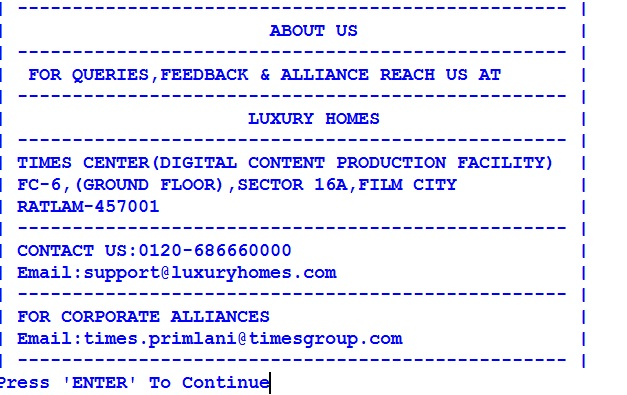 | -------------------------------------------------- |
| ABOUT US |
| -------------------------------------------------- |
| FOR QUERIES,FEEDBACK & ALLIANCE REACH US AT |
| -------------------------------------------------- |
| LUXURY HOMES |
| -------------------------------------------------- |
| TIMES CENTER(DIGITAL CONTENT PRODUCTION FACILITY) |
| FC-6,(GROUND FLOOR),SECTOR 16A,FILM CITY |
| RATLAM-457001 |
| -------------------------------------------------- |
| CONTACT US:0120-686660000 |
| Email:support@luxuryhomes.com |
| -------------------------------------------------- |
| FOR CORPORATE ALLIANCES |
| Email:times.primlani@timesgroup.com |
| -------------------------------------------------- |
Press 'ENTER' To Continue